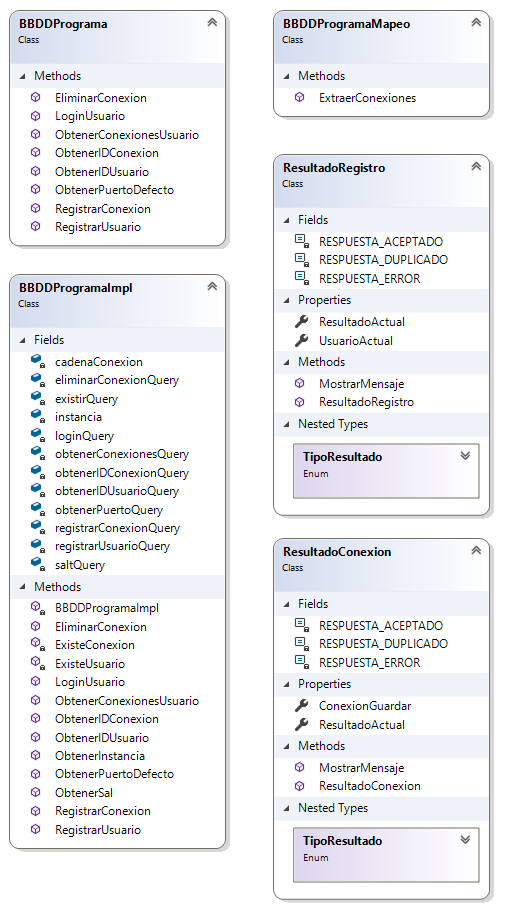 BBDDPrograma
Class
Methods
EliminarConexion
LoginUsuario
ObtenerConexionesUsuario
ObtenerIDConexion
ObtenerIDUsuario
ObtenerPuertoDefecto
RegistrarConexion
RegistrarUsuario
BBDDProgramaImpl
Class
Fields
cadenaConexion
eliminarConexionQuery
existirQuery
instancia
loginQuery
obtenerConexionesQuery
obtenerIDConexionQuery
obtenerIDUsuarioQuery
obtenerPuertoQuery
registrarConexionQuery
registrarUsuarioQuery
saltQuery
Methods
BBDDProgramaImpl
EliminarConexion
ExisteConexion
ExisteUsuario
LoginUsuario
ObtenerConexionesUsuario
ObtenerIDConexion
ObtenerIDUsuario
ObtenerInstancia
ObtenerPuertoDefecto
ObtenerSal
RegistrarConexion
RegistrarUsuario
BBDDProgramaMapeo
Class
Methods
ExtraerConexiones
ResultadoRegistro
Class
Fields
RESPUESTA_ACEPTADO
RESPUESTA_DUPLICADO
RESPUESTA_ERROR
Properties
ResultadoActual
UsuarioActual
Methods
MostrarMensaje
ResultadoRegistro
Nested Types
TipoResultado
Enum
ResultadoConexion
Class
Fields
RESPUESTA_ACEPTADO
RESPUESTA_DUPLICADO
RESPUESTA_ERROR
Properties
ConexionGuardar
ResultadoActual
Methods
MostrarMensaje
ResultadoConexion
Nested Types
TipoResultado
Enum